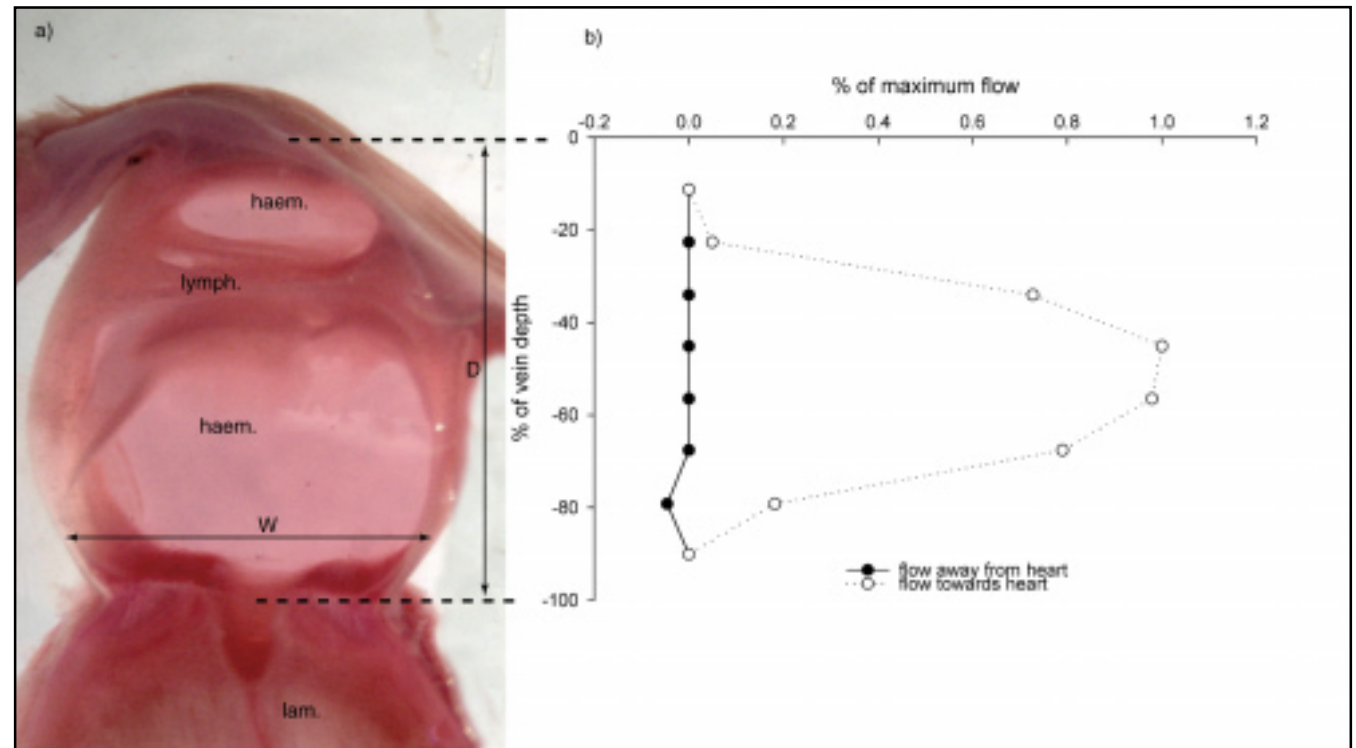 a)
haem.
lymph.
D
haem.
W
lam.
b)
% of maximum flow
-0.2 0.0 0.2 0.4 0.6 0.8 1.0 1.2
% of vein depth
0
-20
-40
-60
-80
-100
flow away from heart
flow towards heart